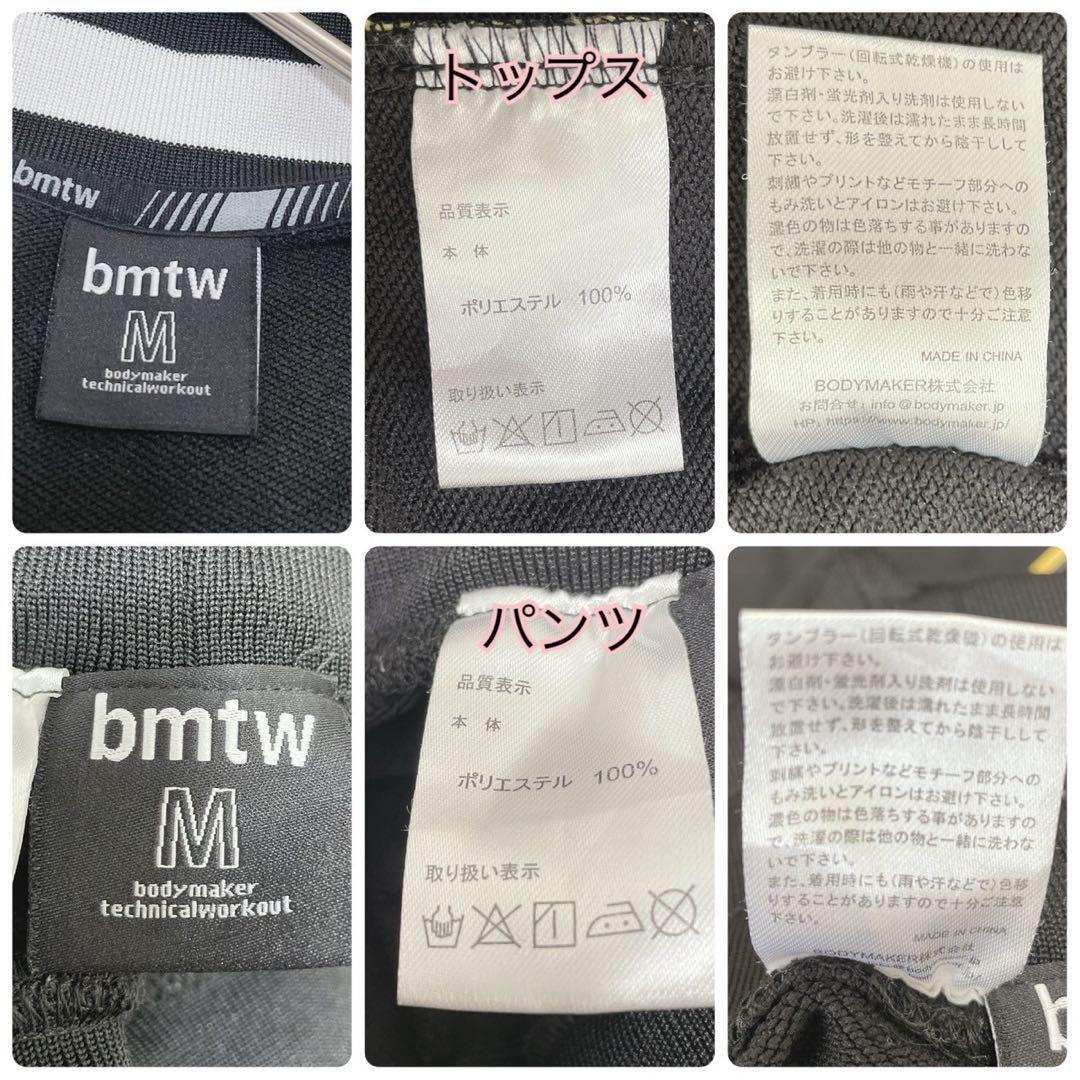 bmtw
bmtw
M
bodymaker
technicalworkout
トップス
品質表示
本 体
ポリエステル 100%
取り扱い表示
タンブラー(回転式乾燥機)の使用は
お避け下さい。
漂白剤・蛍光剤入り洗剤は使用しない
で下さい。洗濯後は濡れたまま長時間
放置せず、形を整えてから陰干しして
下さい。
刺繍やプリントなどモチーフ部分への
もみ洗いとアイロンはお避け下さい。
濃色の物は色落ちする事がありますの
で、洗濯の際は他の物と一緒に洗わな
いで下さい。
また、着用時にも(雨や汗などで)色移
りすることがありますので十分ご注意
下さい。
MADE IN CHINA
BODYMAKER株式会社
お問合せ: info@bodymaker.jp
HP: https://www.bodymaker.jp/
bmtw
M
bodymaker
technicalworkout
パンツ
品質表示
本 体
ポリエステル 100%
取り扱い表示
タンブラー(回転式乾燥機)の使用は
お避け下さい。
漂白剤・蛍光剤入り洗剤は使用しない
で下さい。洗濯後は濡れたまま長時間
放置せず、形を整えてから陰干しして
下さい。
刺繍やプリントなどモチーフ部分への
もみ洗いとアイロンはお避け下さい。
濃色の物は色落ちする事がありますの
で、洗濯の際は他の物と一緒に洗わな
いで下さい。
また、着用時にも(雨や汗などで)色移
りすることがありますので十分ご注意
下さい。
MADE IN CHINA
BODYMAKER株式会社